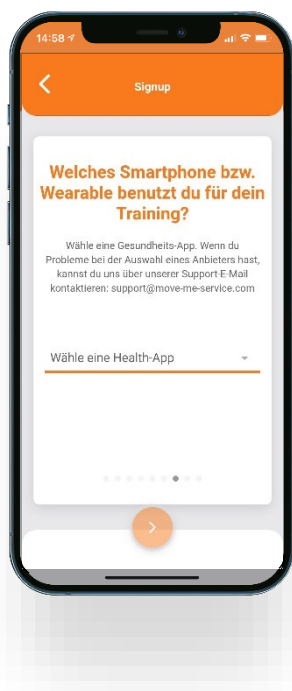 14:58
Signup
Welches Smartphone bzw.
Wearable benutzt du für dein
Training?
Wähle eine Gesundheits-App. Wenn du
Probleme bei der Auswahl eines Anbieters hast,
kannst du uns über unserer Support-E-Mail
kontaktieren: support@move-me-service.com
Wähle eine Health-App